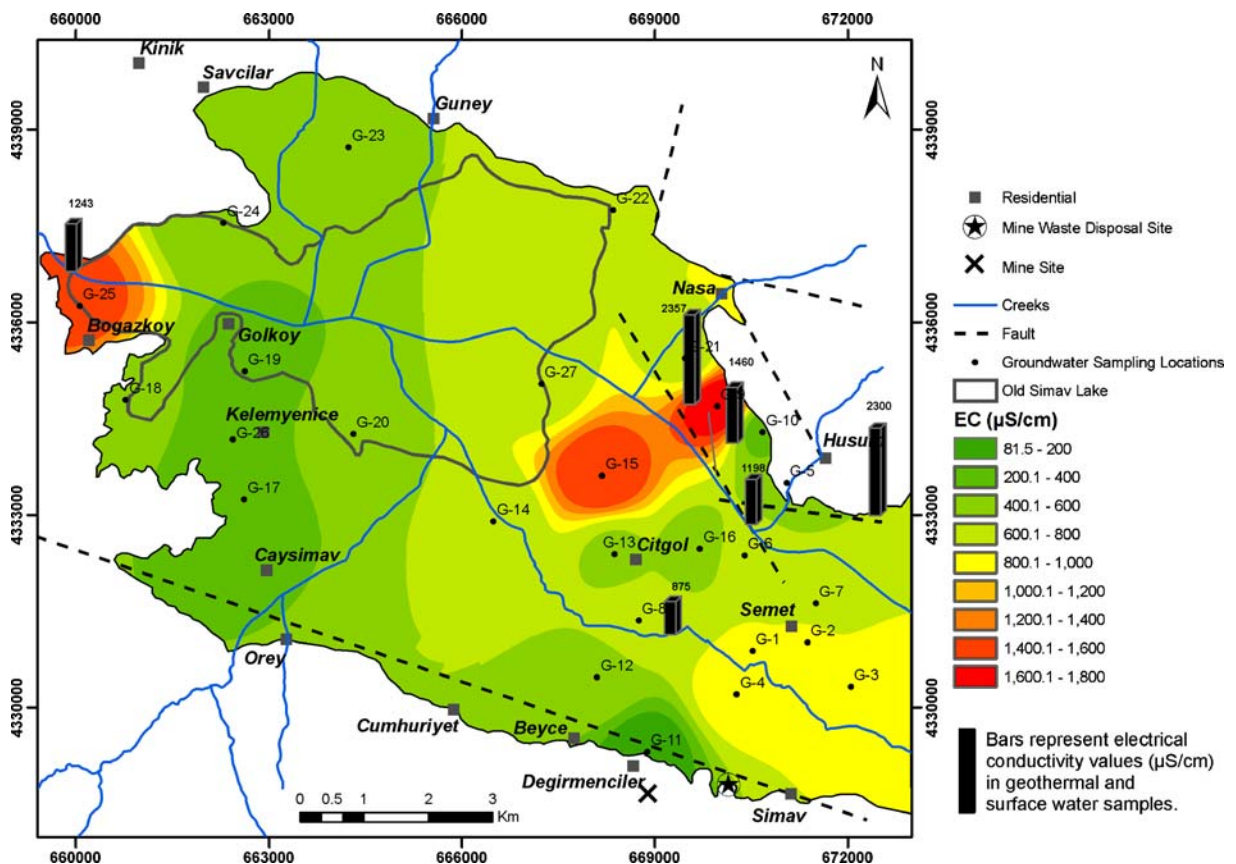 660000 663000 666000 669000 672000
Kinik
Savcilar
Guney
N
4339000
4339000
G-23
G-22
G-24
1243
Residential
Mine Waste Disposal Site
Mine Site
Creeks
Fault
Groundwater Sampling Locations
Old Simav Lake
Nasa
4336000
4336000
G-25
Bogazkoy
Golkoy
2357
G-21
1460
G-19
G-18
G-27
G-10
2300
Kelemyenice
G-20
G-15
G-5
1198
G-17
4333000
4333000
G-14
G-13
Citgol
G-16
G-6
Caysimav
875
G-8
G-7
Semet
G-1
G-2
Orey
G-12
G-4
G-3
4330000
4330000
Cumhuriyet
Beyce
G-11
Degirmenciler
Simav
0 0.5 1 2 3
Km
EC (µS/cm)
81.5 - 200
200.1 - 400
400.1 - 600
600.1 - 800
800.1 - 1,000
1,000.1 - 1,200
1,200.1 - 1,400
1,400.1 - 1,600
1,600.1 - 1,800
Bars represent electrical
conductivity values (µS/cm)
in geothermal and
surface water samples.
660000 663000 666000 669000 672000